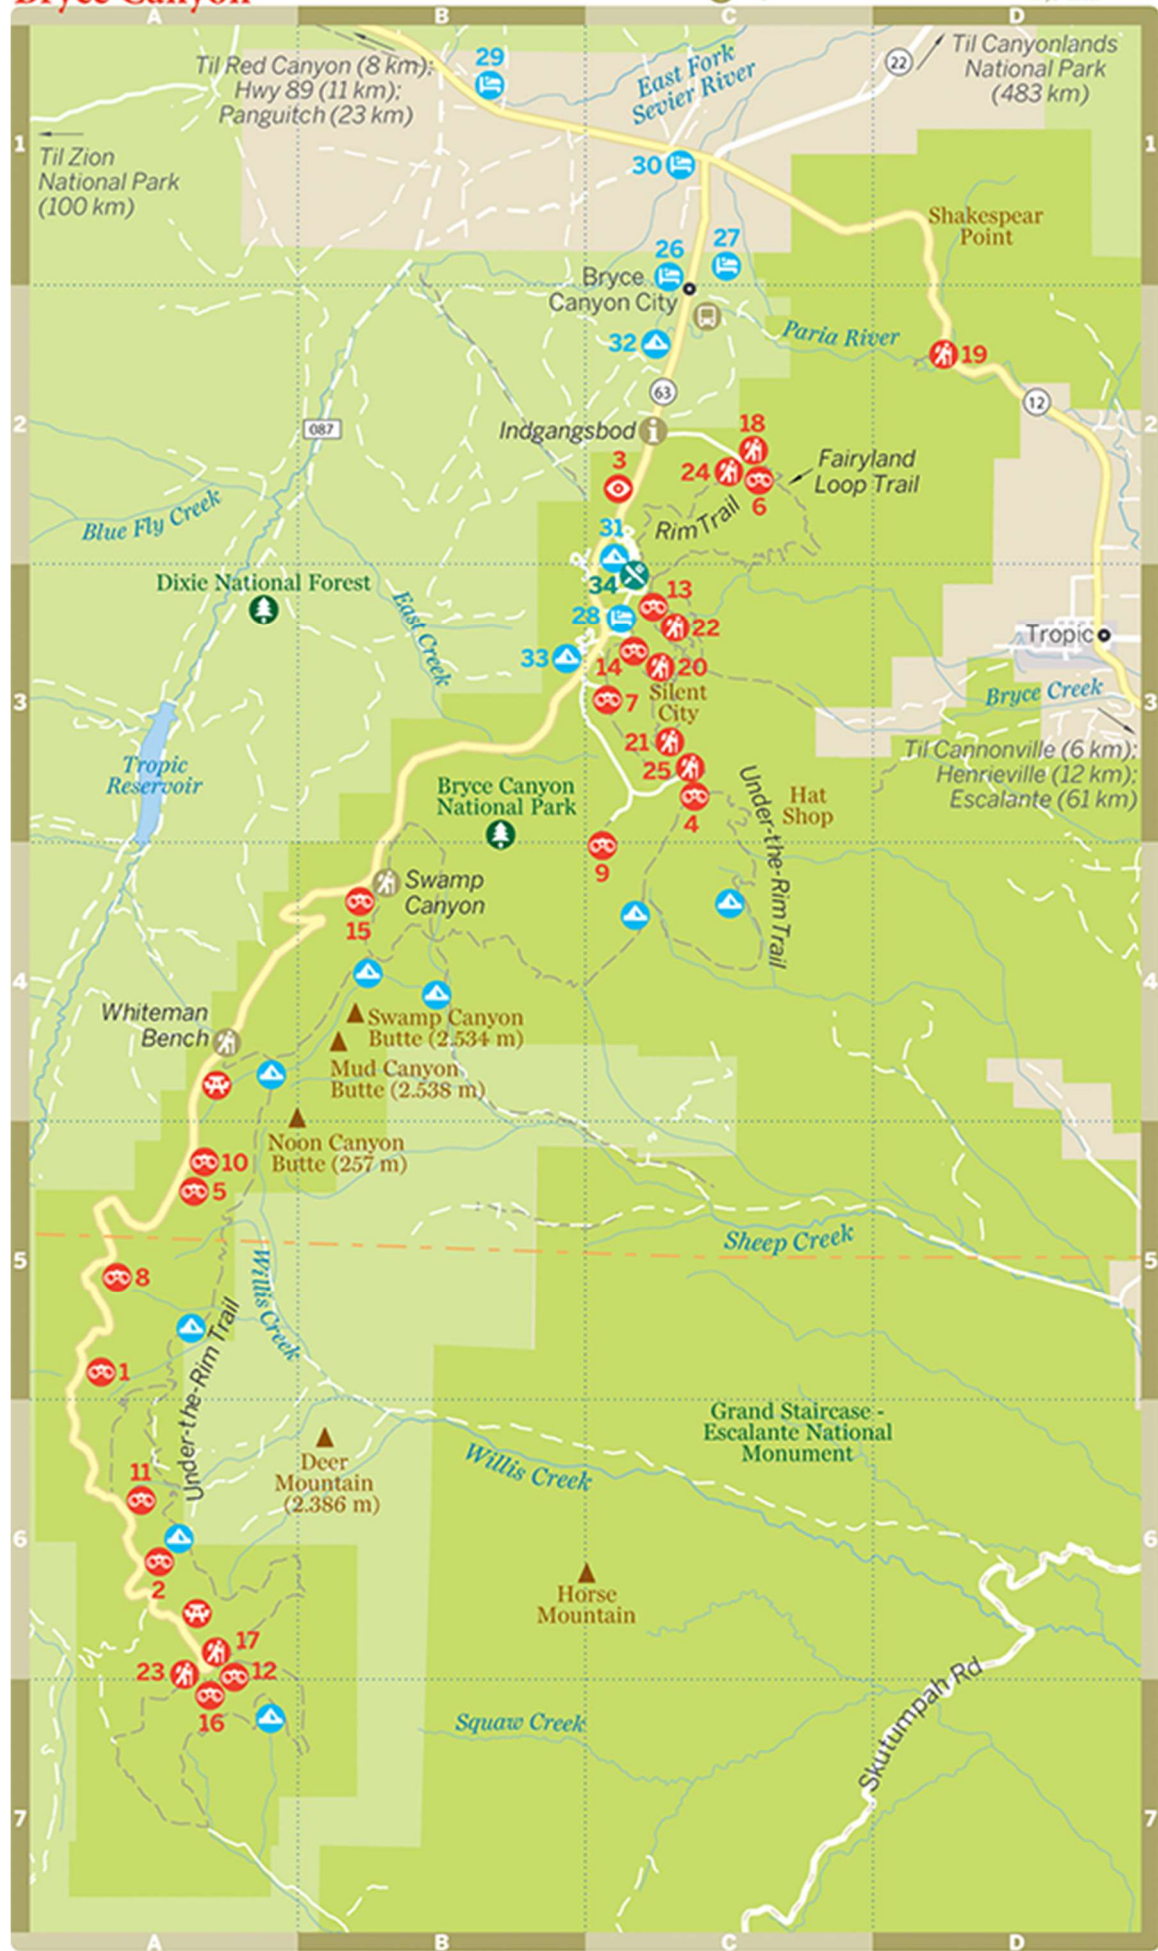 Bryce Canyon
A
B
C
D
Til Red Canyon (8 km);
Hwy 89 (11 km);
Panguitch (23 km)
29
East Fork
Sevier River
22
Til Canyonlands
National Park
(483 km)
1
1
Til Zion
National Park
(100 km)
30
Shakespear
Point
26
27
Bryce
Canyon City
32
Paria River
19
63
12
2
2
087
Indgangsbod
i
18
3
24
Fairyland
Loop Trail
6
Rim Trail
Blue Fly Creek
31
34
Dixie National Forest
13
East Creek
28
22
Tropic
33
14
20
Silent
City
Bryce Creek
7
3
3
21
Til Cannonville (6 km);
Henrieville (12 km);
Escalante (61 km)
Tropic
Reservoir
25
Bryce Canyon
National Park
Under-the-Rim Trail
Hat
Shop
4
9
Swamp
Canyon
15
4
4
Whiteman
Bench
Swamp Canyon
Butte (2.534 m)
Mud Canyon
Butte (2.538 m)
Noon Canyon
Butte (257 m)
10
5
Sheep Creek
5
5
8
Willis Creek
1
Under-the-Rim Trail
Grand Staircase -
Escalante National
Monument
Deer
Mountain
(2.386 m)
Willis Creek
11
6
6
2
Horse
Mountain
17
23
12
16
Squaw Creek
Skutumpah Rd
7
7
A
B
C
D